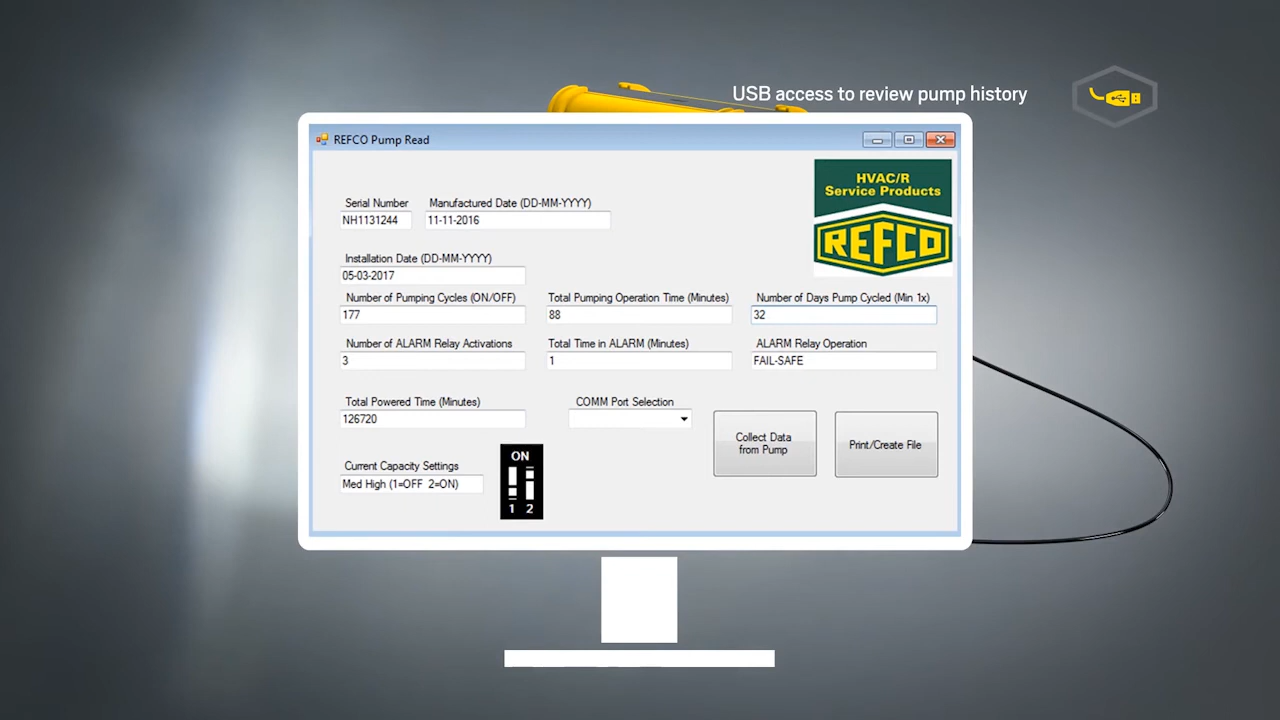 USB access to review pump history
REFCO Pump Read
HVAC/R
Service Products
REFCO
Serial Number
NH1131244
Manufactured Date (DD-MM-YYYY)
11-11-2016
Installation Date (DD-MM-YYYY)
05-03-2017
Number of Pumping Cycles (ON/OFF)
177
Total Pumping Operation Time (Minutes)
88
Number of Days Pump Cycled (Min 1x)
32
Number of ALARM Relay Activations
3
Total Time in ALARM (Minutes)
1
ALARM Relay Operation
FAIL-SAFE
Total Powered Time (Minutes)
126720
COMM Port Selection
Collect Data
from Pump
Print/Create File
Current Capacity Settings
Med High (1=OFF 2=ON)
ON
1 2